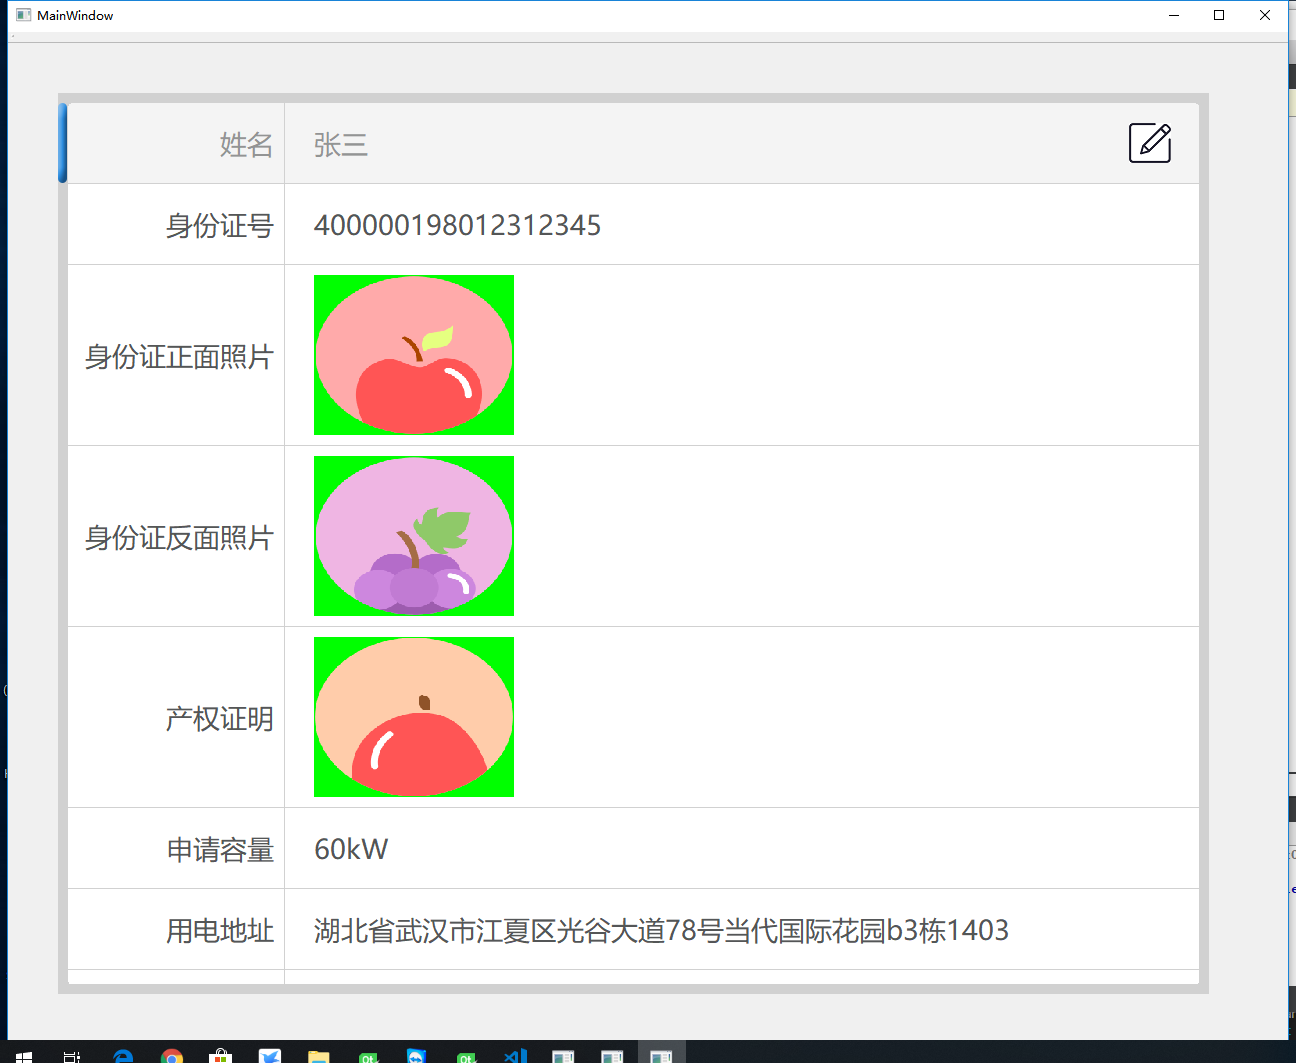 MainWindow
姓名 张三
身份证号 400000198012312345
身份证正面照片
身份证反面照片
产权证明
申请容量 60kW
用电地址 湖北省武汉市江夏区光谷大道78号当代国际花园b3栋1403